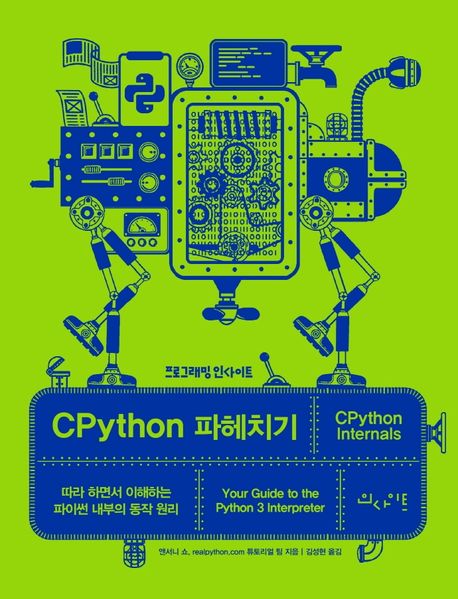 프로그래밍 인사이트
CPython 파헤치기
CPython
Internals
따라 하면서 이해하는
파이썬 내부의 동작 원리
Your Guide to the
Python 3 Interpreter
인사이트
앤서니 쇼, realpython.com 튜토리얼 팀 지음 | 김성현 옮김